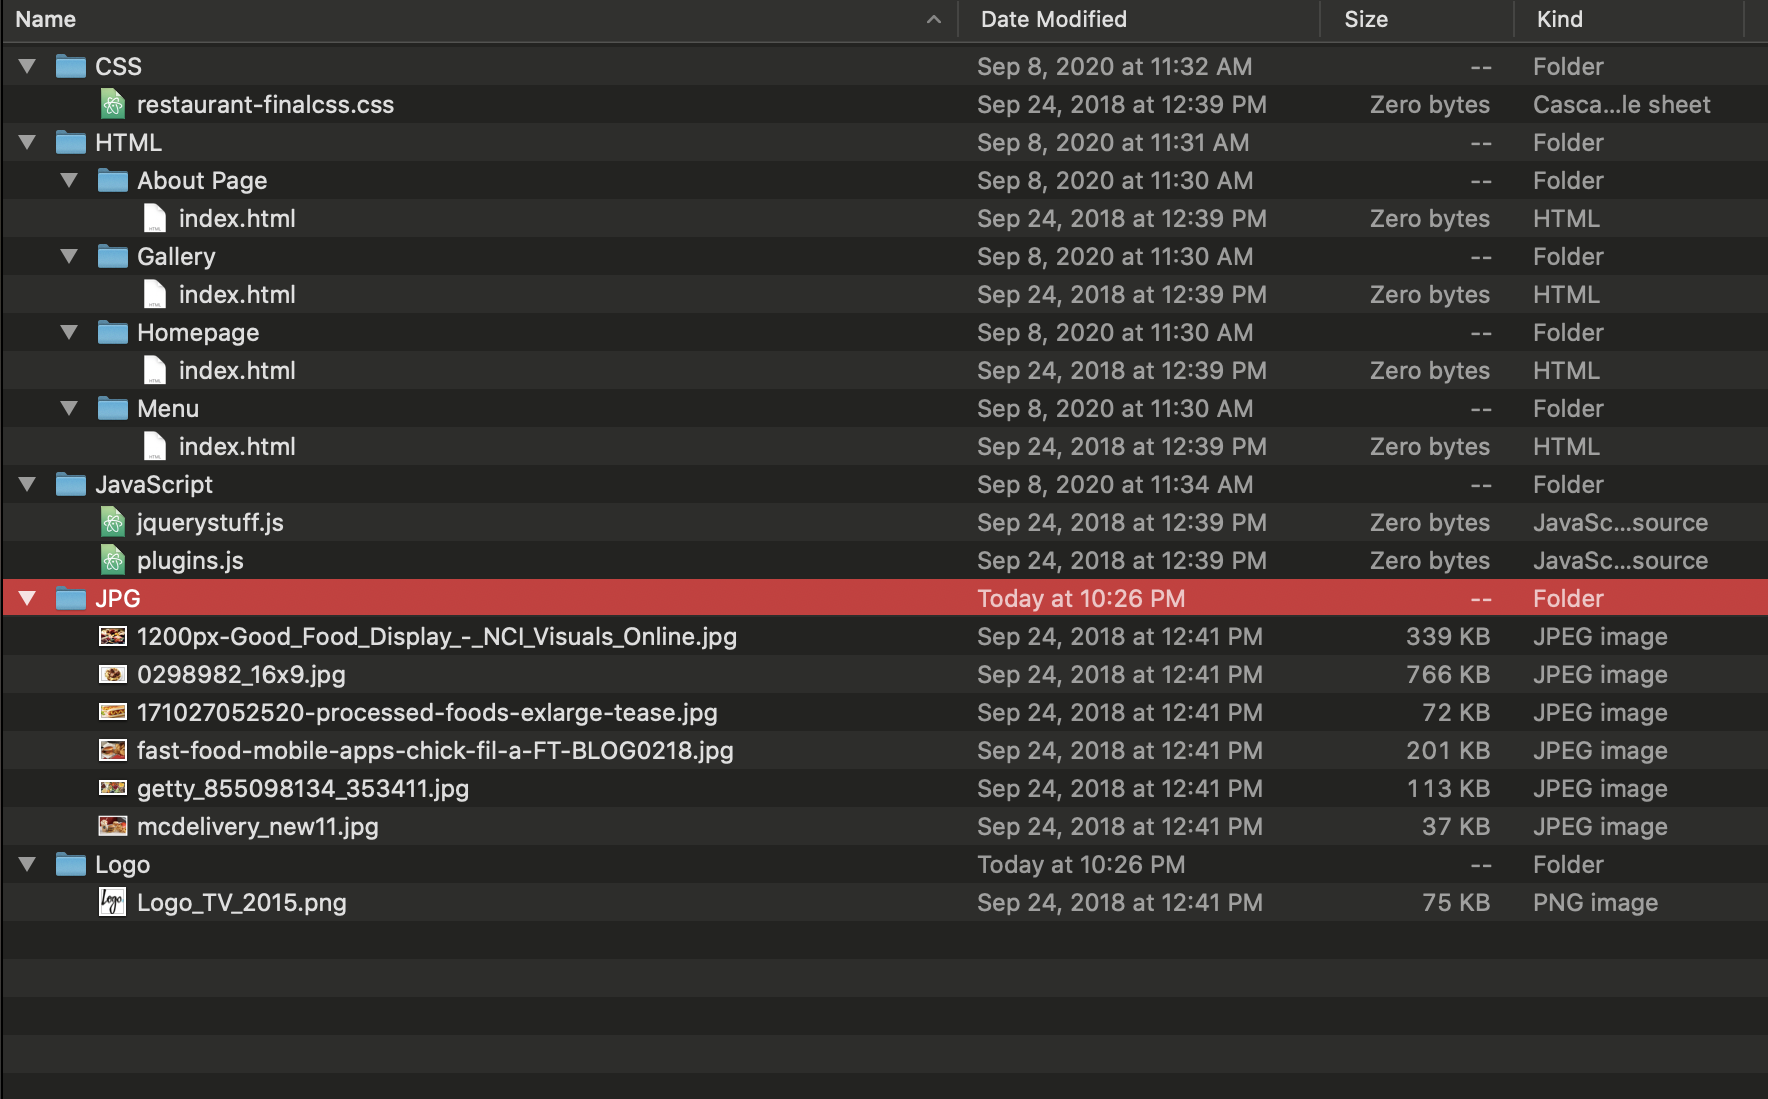 Name Date Modified Size Kind
CSS Sep 8, 2020 at 11:32 AM -- Folder
restaurant-finalcss.css Sep 24, 2018 at 12:39 PM Zero bytes Casca...le sheet
HTML Sep 8, 2020 at 11:31 AM -- Folder
About Page Sep 8, 2020 at 11:30 AM -- Folder
index.html Sep 24, 2018 at 12:39 PM Zero bytes HTML
Gallery Sep 8, 2020 at 11:30 AM -- Folder
index.html Sep 24, 2018 at 12:39 PM Zero bytes HTML
Homepage Sep 8, 2020 at 11:30 AM -- Folder
index.html Sep 24, 2018 at 12:39 PM Zero bytes HTML
Menu Sep 8, 2020 at 11:30 AM -- Folder
index.html Sep 24, 2018 at 12:39 PM Zero bytes HTML
JavaScript Sep 8, 2020 at 11:34 AM -- Folder
jquerystuff.js Sep 24, 2018 at 12:39 PM Zero bytes JavaSc...source
plugins.js Sep 24, 2018 at 12:39 PM Zero bytes JavaSc...source
JPG Today at 10:26 PM -- Folder
1200px-Good_Food_Display_-_NCI_Visuals_Online.jpg Sep 24, 2018 at 12:41 PM 339 KB JPEG image
0298982_16x9.jpg Sep 24, 2018 at 12:41 PM 766 KB JPEG image
171027052520-processed-foods-exlarge-tease.jpg Sep 24, 2018 at 12:41 PM 72 KB JPEG image
fast-food-mobile-apps-chick-fil-a-FT-BLOG0218.jpg Sep 24, 2018 at 12:41 PM 201 KB JPEG image
getty_855098134_353411.jpg Sep 24, 2018 at 12:41 PM 113 KB JPEG image
mcdelivery_new11.jpg Sep 24, 2018 at 12:41 PM 37 KB JPEG image
Logo Today at 10:26 PM -- Folder
Logo Logo_TV_2015.png Sep 24, 2018 at 12:41 PM 75 KB PNG image